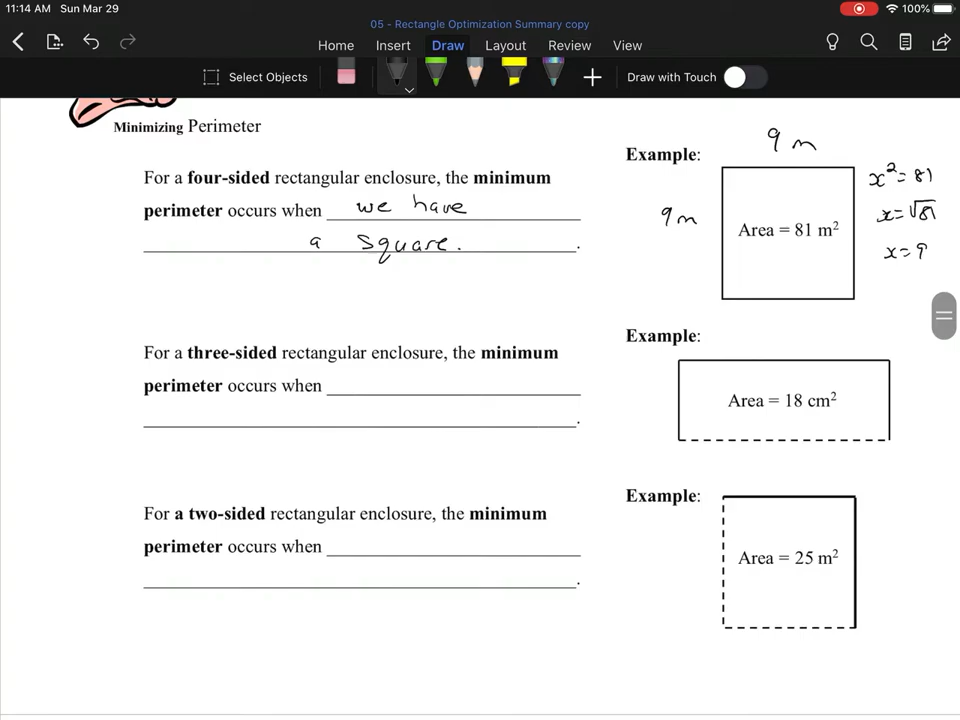 11:14 AM Sun Mar 29
100%
05 - Rectangle Optimization Summary copy
Home Insert Draw Layout Review View
Select Objects
Draw with Touch
Minimizing Perimeter
For a four-sided rectangular enclosure, the minimum
perimeter occurs when we have
a square.
Example:
9 m
9 m
Area = 81 m²
x² = 81
x = √81
x = 9
For a three-sided rectangular enclosure, the minimum
perimeter occurs when
.
Example:
Area = 18 cm²
For a two-sided rectangular enclosure, the minimum
perimeter occurs when
.
Example:
Area = 25 m²